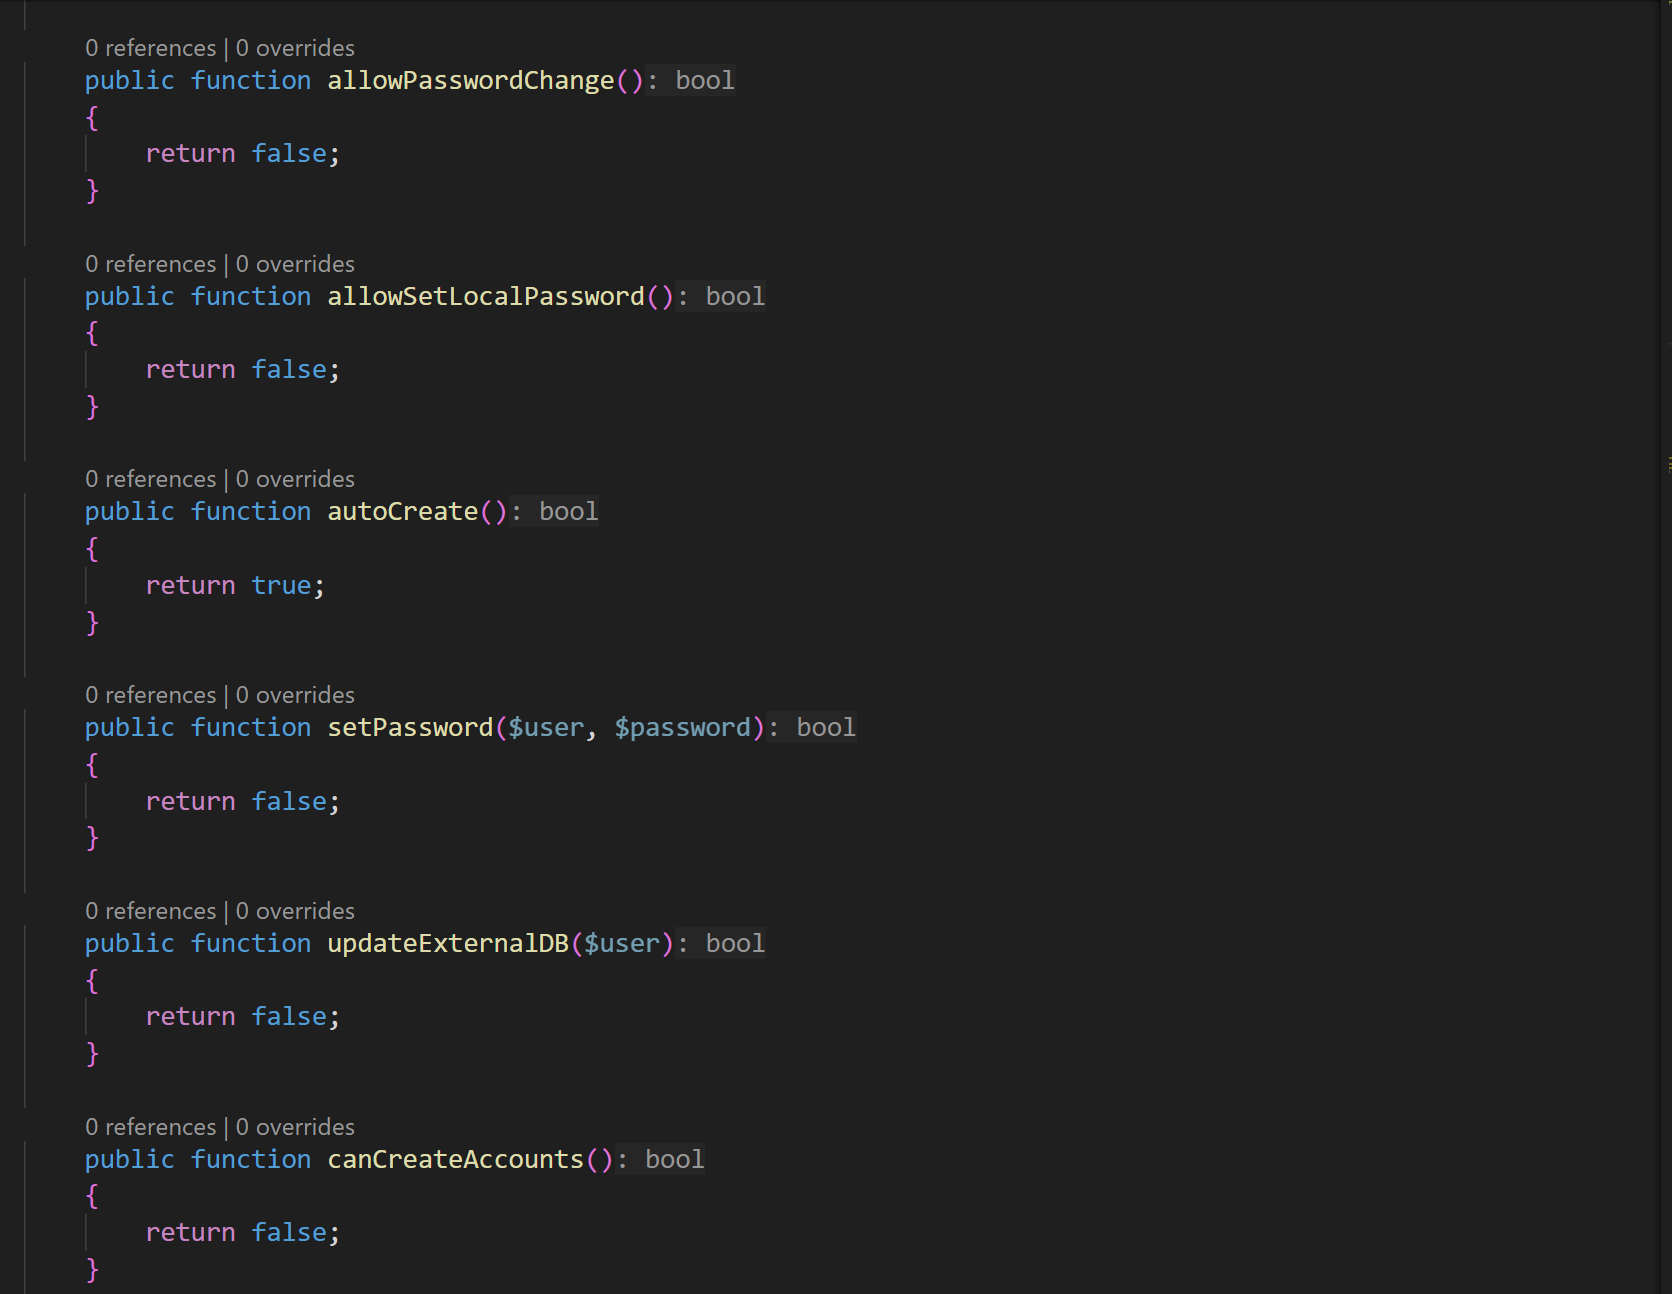 0 references | 0 overrides
public function allowPasswordChange(): bool
{
    return false;
}
0 references | 0 overrides
public function allowSetLocalPassword(): bool
{
    return false;
}
0 references | 0 overrides
public function autoCreate(): bool
{
    return true;
}
0 references | 0 overrides
public function setPassword($user, $password): bool
{
    return false;
}
0 references | 0 overrides
public function updateExternalDB($user): bool
{
    return false;
}
0 references | 0 overrides
public function canCreateAccounts(): bool
{
    return false;
}